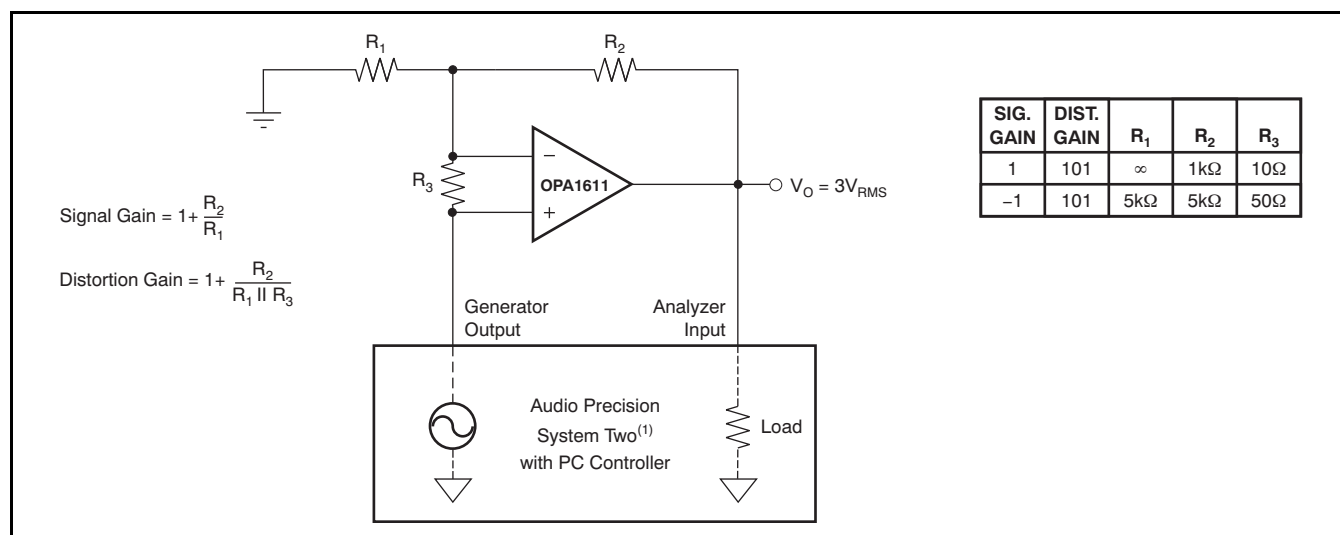 R1
R2
R3
−
OPA1611
+
VO = 3VRMS
Signal Gain = 1+ R2
R1
Distortion Gain = 1+ R2
R1 II R3
Generator
Output
Analyzer
Input
Audio Precision
System Two(1)
with PC Controller
Load
SIG. GAIN DIST. GAIN R1 R2 R3
1 101 ∞ 1kΩ 10Ω
−1 101 5kΩ 5kΩ 50Ω